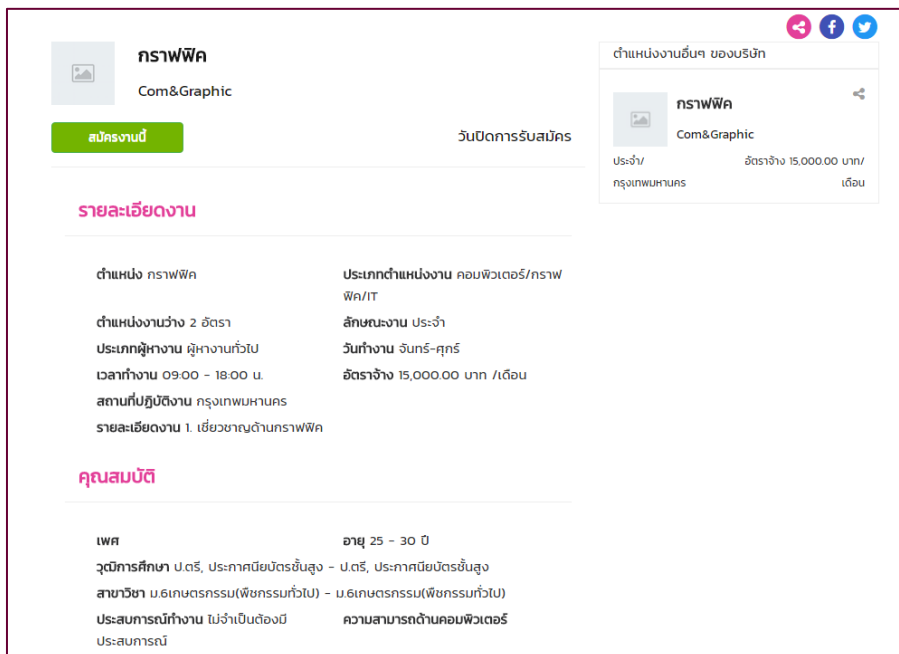 กราฟฟิค
Com&Graphic
สมัครงานนี้
วันปิดการรับสมัคร
รายละเอียดงาน
ตำแหน่ง กราฟฟิค
ประเภทตำแหน่งงาน คอมพิวเตอร์/กราฟ
ฟิค/IT
ตำแหน่งงานว่าง 2 อัตรา
ลักษณะงาน ประจำ
ประเภทผู้หางาน ผู้หางานทั่วไป
วันทำงาน จันทร์-ศุกร์
เวลาทำงาน 09:00 - 18:00 น.
อัตราจ้าง 15,000.00 บาท /เดือน
สถานที่ปฏิบัติงาน กรุงเทพมหานคร
รายละเอียดงาน 1. เชี่ยวชาญด้านกราฟฟิค
คุณสมบัติ
เพศ
อายุ 25 - 30 ปี
วุฒิการศึกษา ป.ตรี, ประกาศนียบัตรชั้นสูง - ป.ตรี, ประกาศนียบัตรชั้นสูง
สาขาวิชา ม.6เกษตรกรรม(พืชกรรมทั่วไป) - ม.6เกษตรกรรม(พืชกรรมทั่วไป)
ประสบการณ์ทำงาน ไม่จำเป็นต้องมี
ประสบการณ์
ความสามารถด้านคอมพิวเตอร์
ตำแหน่งงานอื่นๆ ของบริษัท
กราฟฟิค
Com&Graphic
ประจำ/
กรุงเทพมหานคร
อัตราจ้าง 15,000.00 บาท/
เดือน